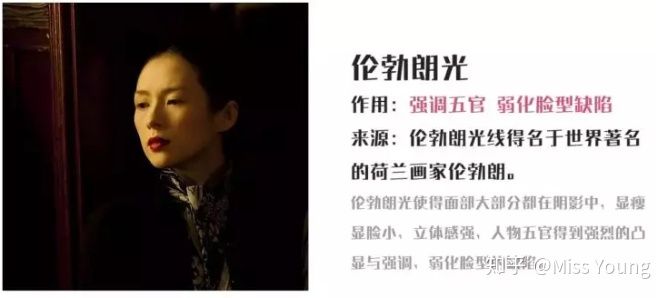 伦勃朗光
作用：强调五官 弱化脸型缺陷
来源：伦勃朗光线得名于世界著名
的荷兰画家伦勃朗。
伦勃朗光使得面部大部分都在阴影中，显瘦
显脸小，立体感强，人物五官得到强烈的凸
显与强调，弱化脸型缺陷。
知乎 @Miss Young